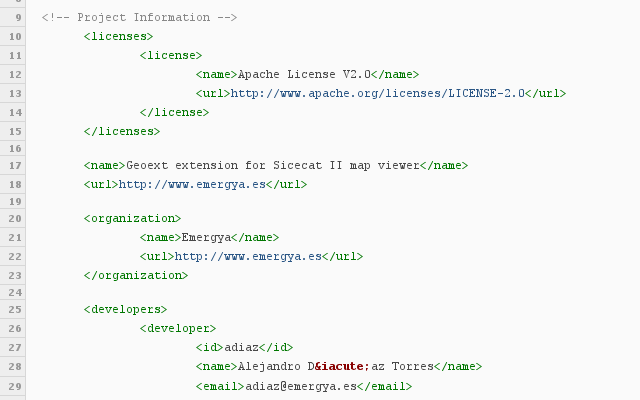 9 <!-- Project Information -->
10 <licenses>
11 <license>
12 <name>Apache License V2.0</name>
13 <url>http://www.apache.org/licenses/LICENSE-2.0</url>
14 </license>
15 </licenses>
16
17 <name>Geoext extension for Sicecat II map viewer</name>
18 <url>http://www.emergya.es</url>
19
20 <organization>
21 <name>Emergya</name>
22 <url>http://www.emergya.es</url>
23 </organization>
24
25 <developers>
26 <developer>
27 <id>adiaz</id>
28 <name>Alejandro D&iacute;az Torres</name>
29 <email>adiaz@emergya.es</email>